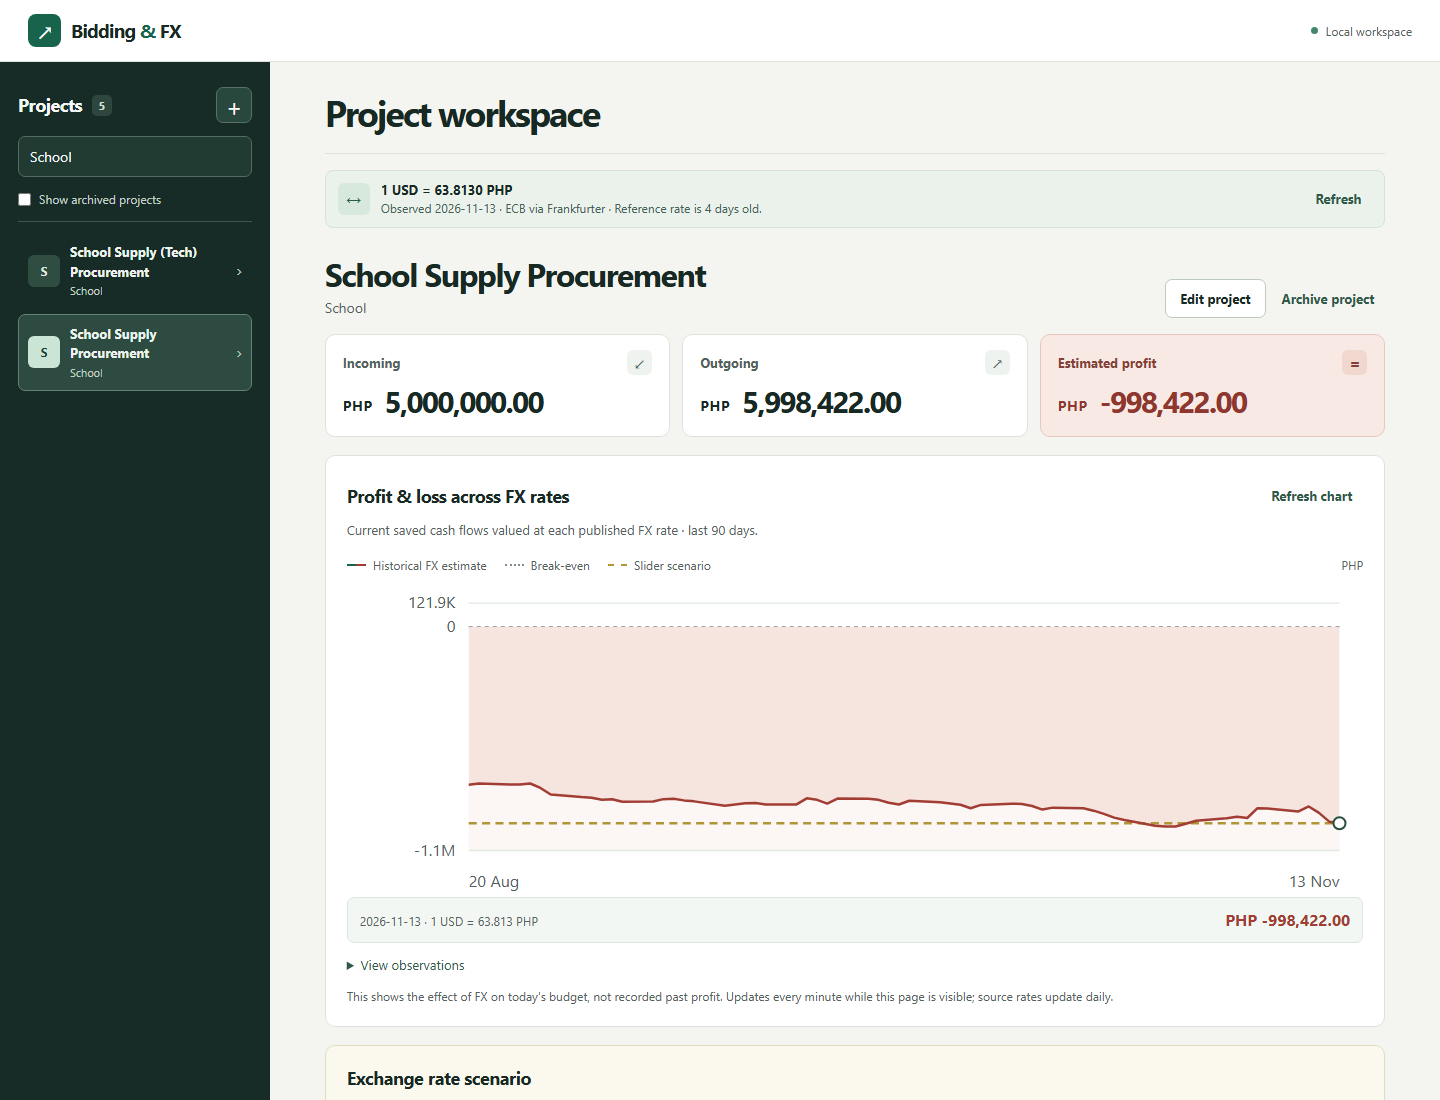 Bidding & FX
Local workspace
Projects 5
+
School
Show archived projects
S
School Supply (Tech)
Procurement
School
S
School Supply
Procurement
School
Project workspace
1 USD = 63.8130 PHP
Observed 2026-11-13 · ECB via Frankfurter · Reference rate is 4 days old.
Refresh
School Supply Procurement
School
Edit project
Archive project
Incoming
PHP 5,000,000.00
Outgoing
PHP 5,998,422.00
Estimated profit
=
PHP -998,422.00
Profit & loss across FX rates
Refresh chart
Current saved cash flows valued at each published FX rate · last 90 days.
Historical FX estimate
Break-even
Slider scenario
PHP
121.9K
0
-1.1M
20 Aug
13 Nov
2026-11-13 · 1 USD = 63.813 PHP
PHP -998,422.00
View observations
This shows the effect of FX on today's budget, not recorded past profit. Updates every minute while this page is visible; source rates update daily.
Exchange rate scenario